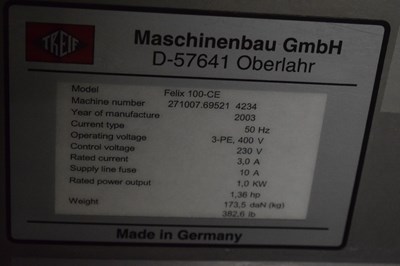 TREIF
Maschinenbau GmbH
D-57641 Oberlahr
Model Felix 100-CE
Machine number 271007.69521 4234
Year of manufacture 2003
Current type 50 Hz
Operating voltage 3-PE, 400 V
Control voltage 230 V
Rated current 3,0 A
Supply line fuse 10 A
Rated power output 1,0 KW
1,36 hp
Weight 173,5 daN (kg)
382,6 lb
Made in Germany